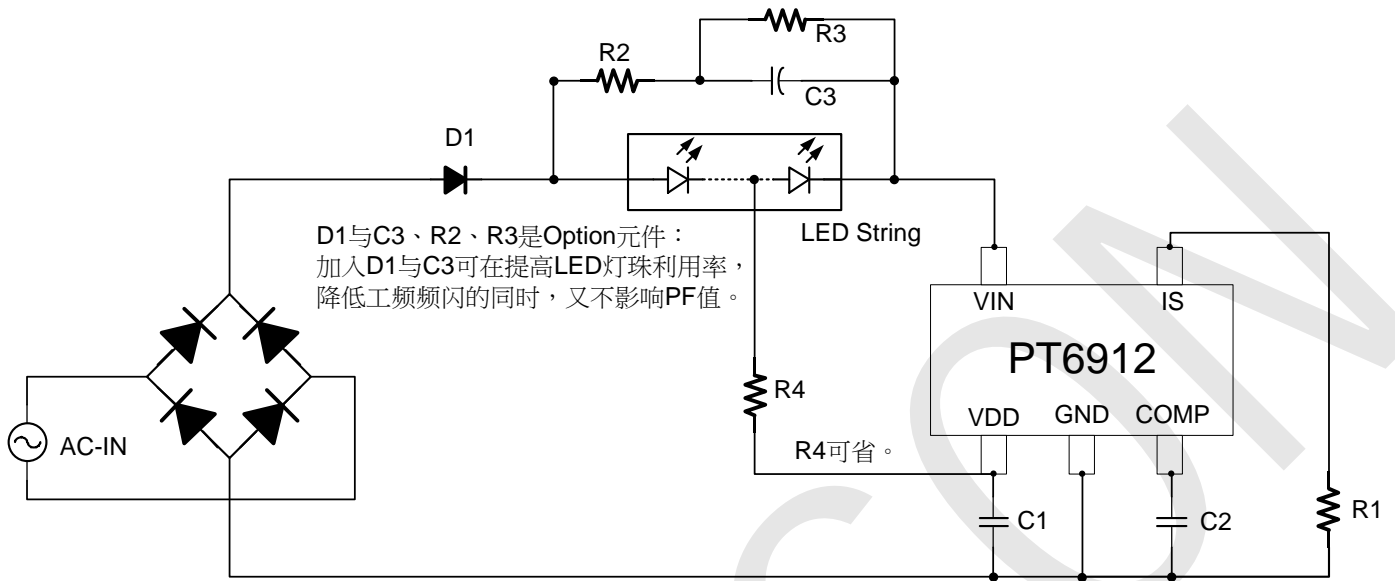 R3
R2
C3
D1
D1与C3、R2、R3是Option元件：
加入D1与C3可在提高LED灯珠利用率，
降低工频频闪的同时，又不影响PF值。
LED String
VIN
IS
PT6912
R4
VDD
GND
COMP
AC-IN
R4可省。
C1
C2
R1